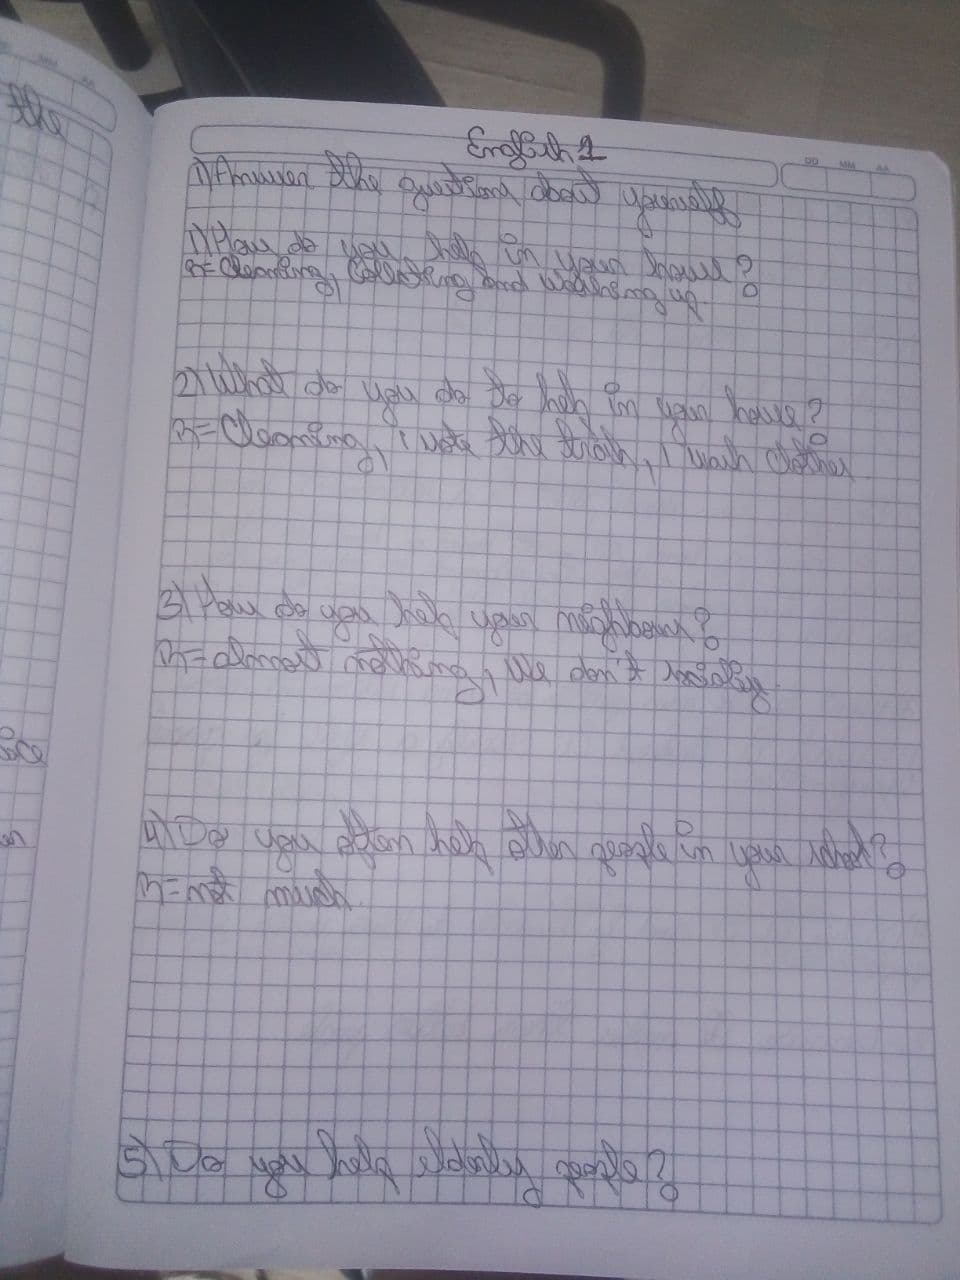 the
English 1
1) Answer the questions about yourself
1) How do you help in your house?
R= Cleaning, Collecting and washing up
2) What do you do to help in your house?
R= Cleaning, I the trash, I wash clothes
3) How do you help your neighbour?
R= almost nothing, We don't
4) Do you often help other people in your school?
R= not much
5) Do you help elderly people?